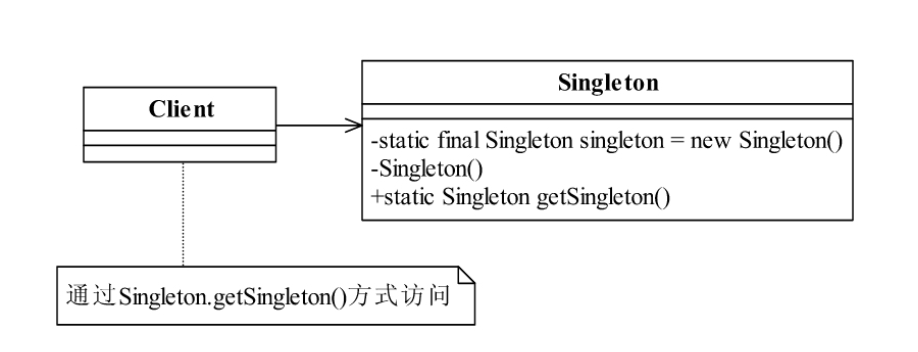 Client
Singleton
-static final Singleton singleton = new Singleton()
-Singleton()
+static Singleton getSingleton()
通过Singleton.getSingleton()方式访问